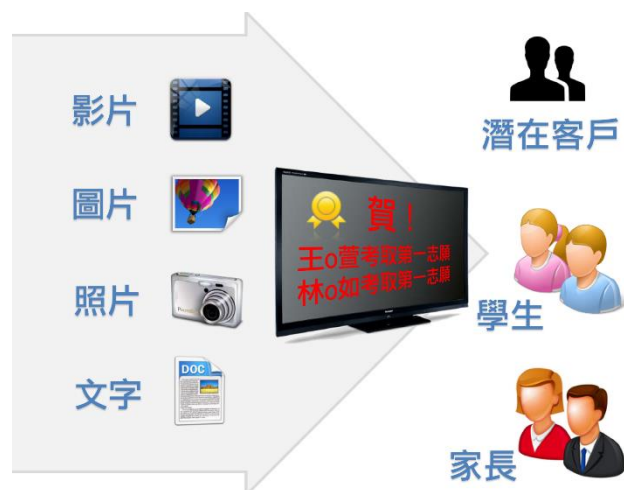 影片
圖片
照片
文字
DOC
賀！
王o萱考取第一志願
林o如考取第一志願
潛在客戶
學生
家長